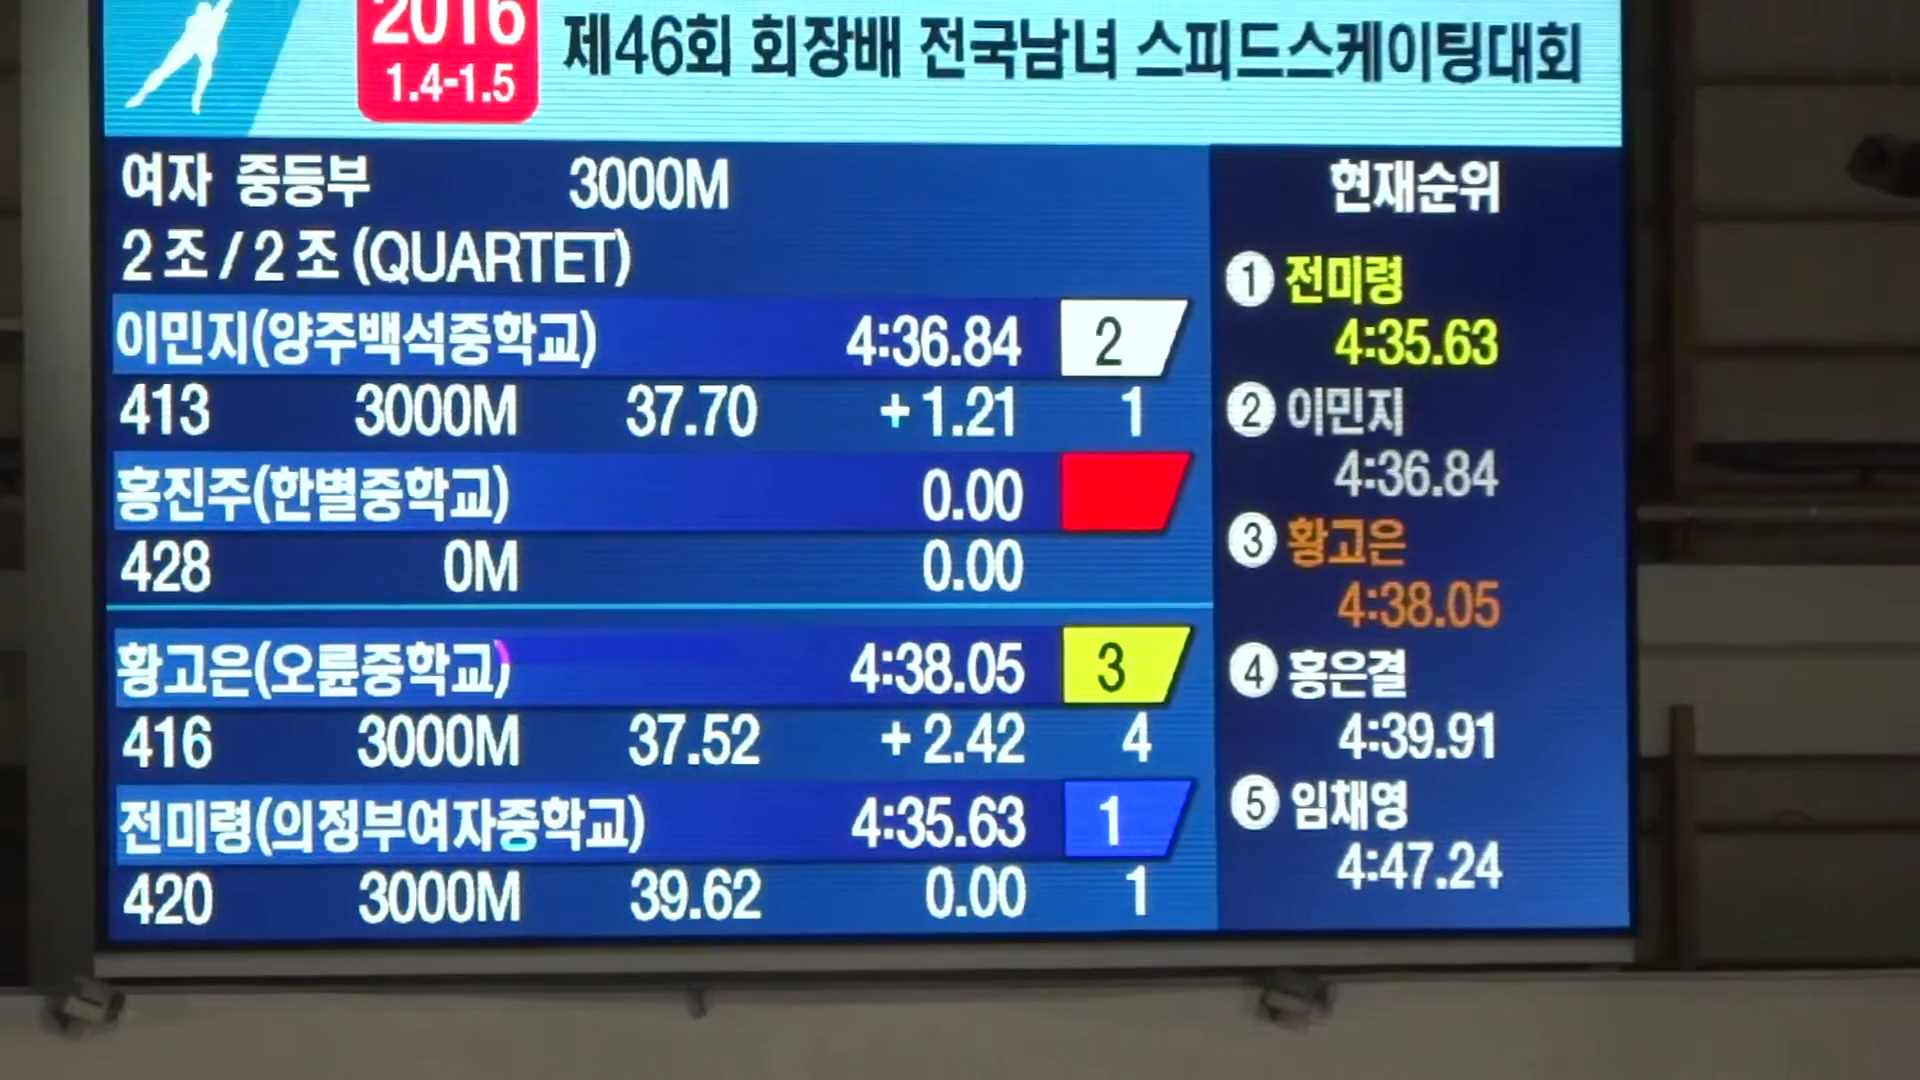 2016
1.4-1.5
제46회 회장배 전국남녀 스피드스케이팅대회
여자 중등부 3000M
2 조 / 2 조 (QUARTET)
이민지(양주백석중학교) 4:36.84 2
413 3000M 37.70 +1.21 1
홍진주(한별중학교) 0.00
428 0M 0.00
황고은(오륜중학교) 4:38.05 3
416 3000M 37.52 +2.42 4
전미령(의정부여자중학교) 4:35.63 1
420 3000M 39.62 0.00 1
현재순위
1 전미령
4:35.63
2 이민지
4:36.84
3 황고은
4:38.05
4 홍은결
4:39.91
5 임채영
4:47.24